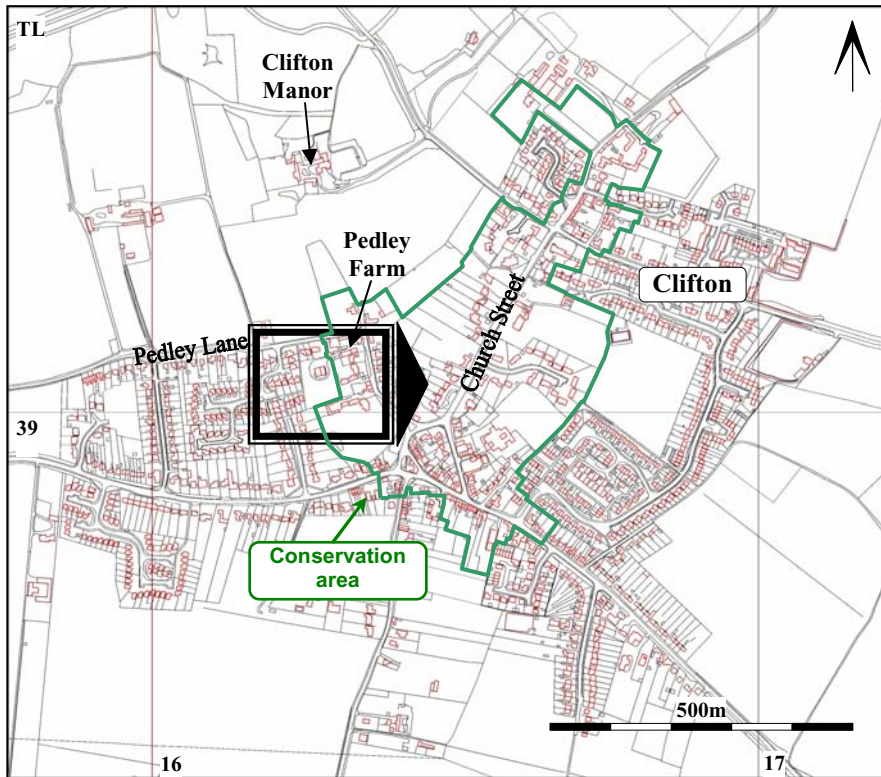 TL
Clifton
Manor
Pedley
Farm
Clifton
Church Street
Pedley Lane
39
Conservation
area
500m
16
17